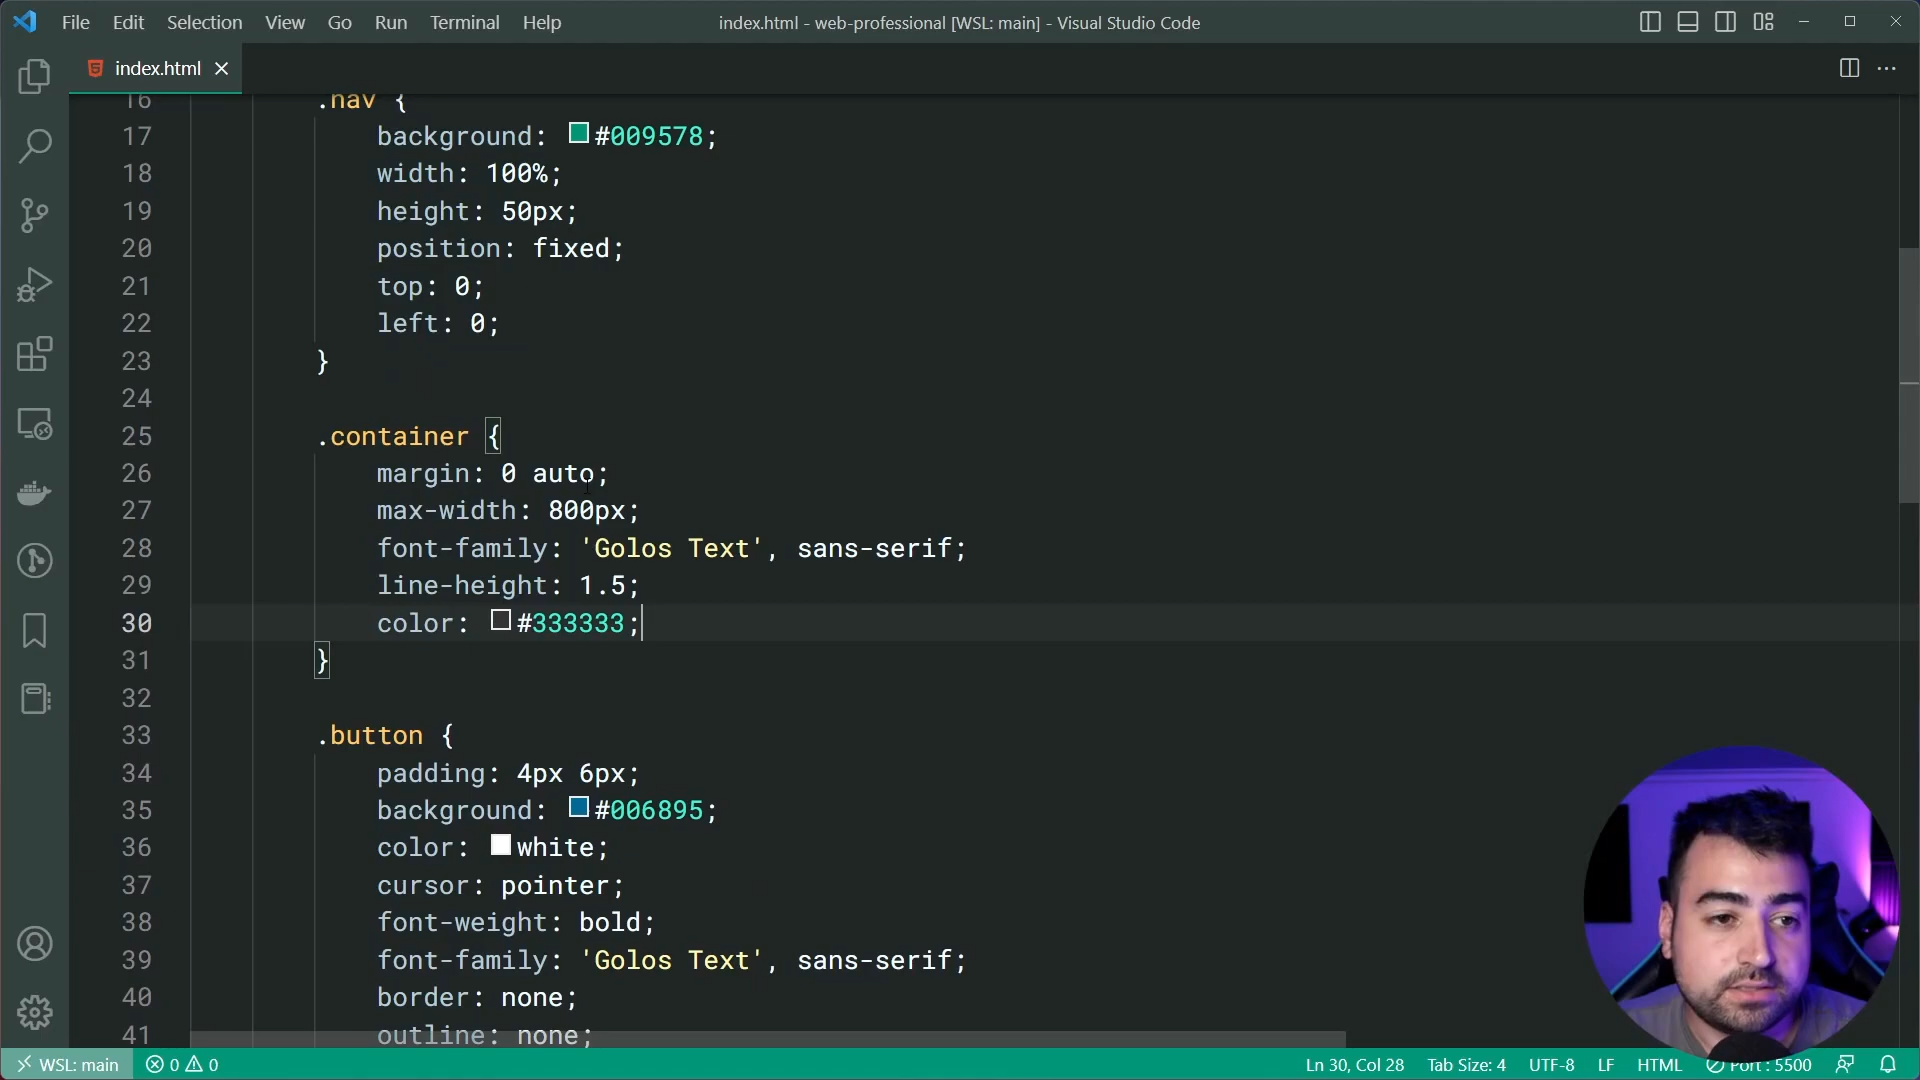 File Edit Selection View Go Run Terminal Help
index.html - web-professional [WSL: main] - Visual Studio Code
index.html
16 .nav {
17 background: #009578;
18 width: 100%;
19 height: 50px;
20 position: fixed;
21 top: 0;
22 left: 0;
23 }
24
25 .container {
26 margin: 0 auto;
27 max-width: 800px;
28 font-family: 'Golos Text', sans-serif;
29 line-height: 1.5;
30 color: #333333;
31 }
32
33 .button {
34 padding: 4px 6px;
35 background: #006895;
36 color: white;
37 cursor: pointer;
38 font-weight: bold;
39 font-family: 'Golos Text', sans-serif;
40 border: none;
41 outline: none;
WSL: main 0 0 Ln 30, Col 28 Tab Size: 4 UTF-8 LF HTML Port : 5500